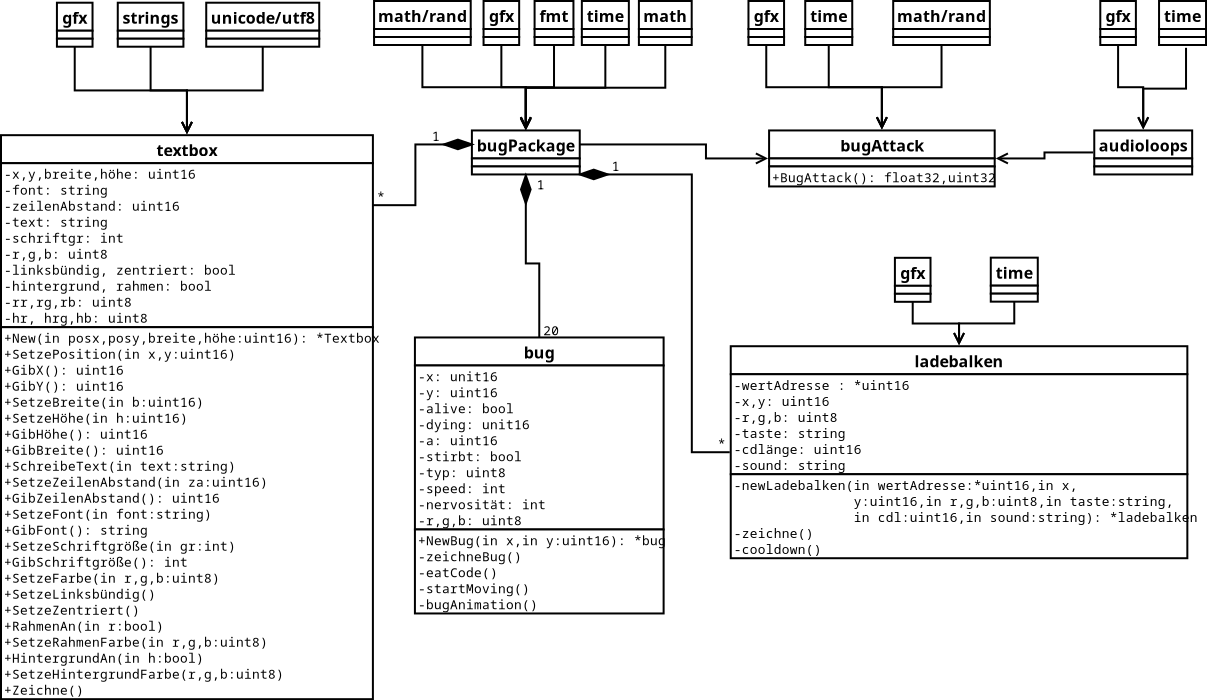 gfx
strings
unicode/utf8
math/rand
gfx
fmt
time
math
gfx
time
math/rand
gfx
time
textbox
-x,y,breite,höhe: uint16
-font: string
-zeilenAbstand: uint16
-text: string
-schriftgr: int
-r,g,b: uint8
-linksbündig, zentriert: bool
-hintergrund, rahmen: bool
-rr,rg,rb: uint8
-hr, hrg,hb: uint8
+New(in posx,posy,breite,höhe:uint16): *Textbox
+SetzePosition(in x,y:uint16)
+GibX(): uint16
+GibY(): uint16
+SetzeBreite(in b:uint16)
+SetzeHöhe(in h:uint16)
+GibHöhe(): uint16
+GibBreite(): uint16
+SchreibeText(in text:string)
+SetzeZeilenAbstand(in za:uint16)
+GibZeilenAbstand(): uint16
+SetzeFont(in font:string)
+GibFont(): string
+SetzeSchriftgröße(in gr:int)
+GibSchriftgröße(): int
+SetzeFarbe(in r,g,b:uint8)
+SetzeLinksbündig()
+SetzeZentriert()
+RahmenAn(in r:bool)
+SetzeRahmenFarbe(in r,g,b:uint8)
+HintergrundAn(in h:bool)
+SetzeHintergrundFarbe(r,g,b:uint8)
+Zeichne()
*
1
bugPackage
1
1
bugAttack
+BugAttack(): float32,uint32
audioloops
20
bug
-x: unit16
-y: uint16
-alive: bool
-dying: unit16
-a: uint16
-stirbt: bool
-typ: uint8
-speed: int
-nervosität: int
-r,g,b: uint8
+NewBug(in x,in y:uint16): *bug
-zeichneBug()
-eatCode()
-startMoving()
-bugAnimation()
gfx
time
*
ladebalken
-wertAdresse : *uint16
-x,y: uint16
-r,g,b: uint8
-taste: string
-cdlänge: uint16
-sound: string
-newLadebalken(in wertAdresse:*uint16,in x,
y:uint16,in r,g,b:uint8,in taste:string,
in cdl:uint16,in sound:string): *ladebalken
-zeichne()
-cooldown()